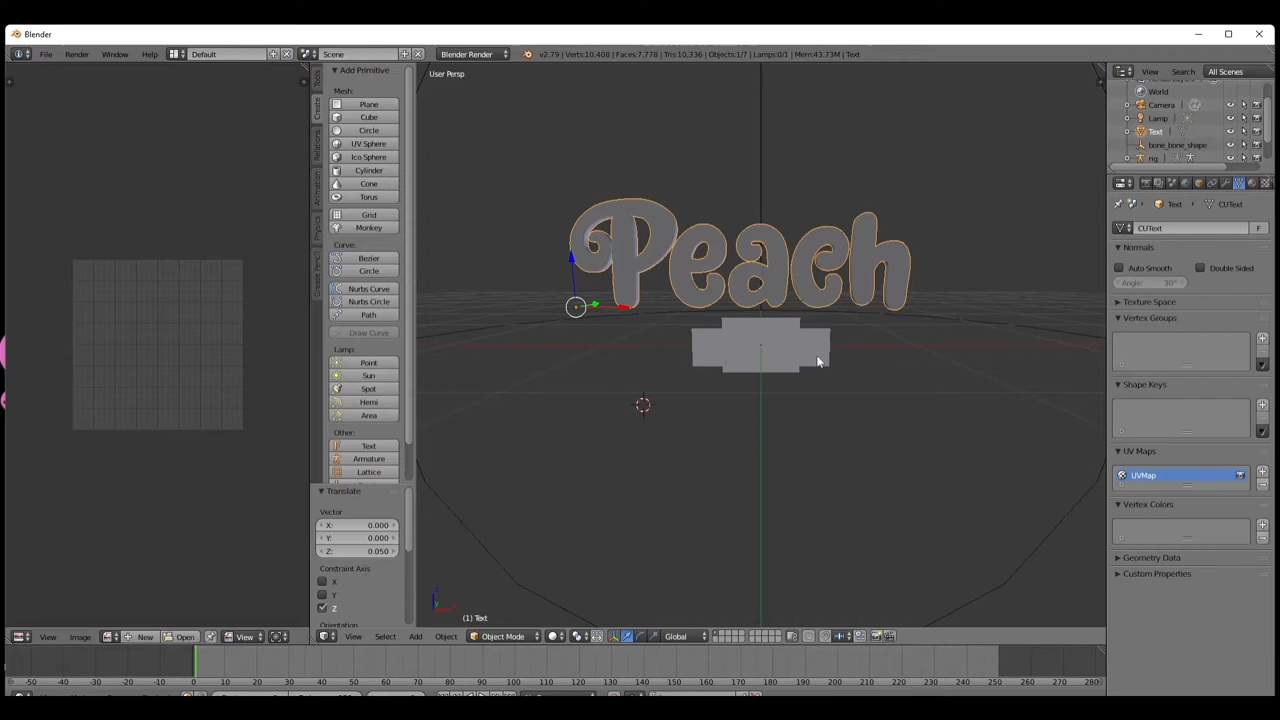 Blender
File Render Window Help Default Scene Blender Render v2.79 | Verts:10,408 | Faces:7,778 | Tris:10,336 | Objects:1/7 | Lamps:0/1 | Mem:43.73M | Text
View Search All Scenes
World
Camera
Lamp
Text
bone_bone_shape
rig
Tools
Create
Relations
Animation
Physics
Grease Pencil
Add Primitive
Mesh:
Plane
Cube
Circle
UV Sphere
Ico Sphere
Cylinder
Cone
Torus
Grid
Monkey
Curve:
Bezier
Circle
Nurbs Curve
Nurbs Circle
Path
Draw Curve
Lamp:
Point
Sun
Spot
Hemi
Area
Other:
Text
Armature
Lattice
Translate
Vector
X: 0.000
Y: 0.000
Z: 0.050
Constraint Axis
X
Y
Z
Orientation
User Persp
Peach
(1) Text
Text CUText
CUText F
Normals
Auto Smooth Double Sided
Angle: 30°
Texture Space
Vertex Groups
Shape Keys
UV Maps
UVMap
Vertex Colors
Geometry Data
Custom Properties
View Image New Open View
View Select Add Object Object Mode Global
-50 -40 -30 -20 -10 0 10 20 30 40 50 60 70 80 90 100 110 120 130 140 150 160 170 180 190 200 210 220 230 240 250 260 270 280